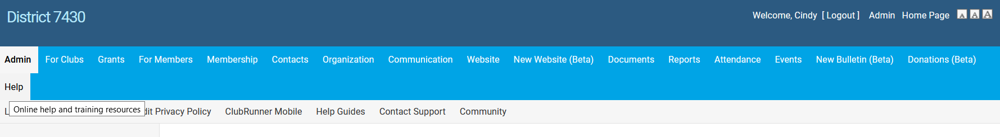 District 7430
Welcome, Cindy [ Logout ] Admin Home Page A A A
Admin For Clubs Grants For Members Membership Contacts Organization Communication Website New Website (Beta) Documents Reports Attendance Events New Bulletin (Beta) Donations (Beta)
Help
Online help and training resources
Privacy Policy ClubRunner Mobile Help Guides Contact Support Community